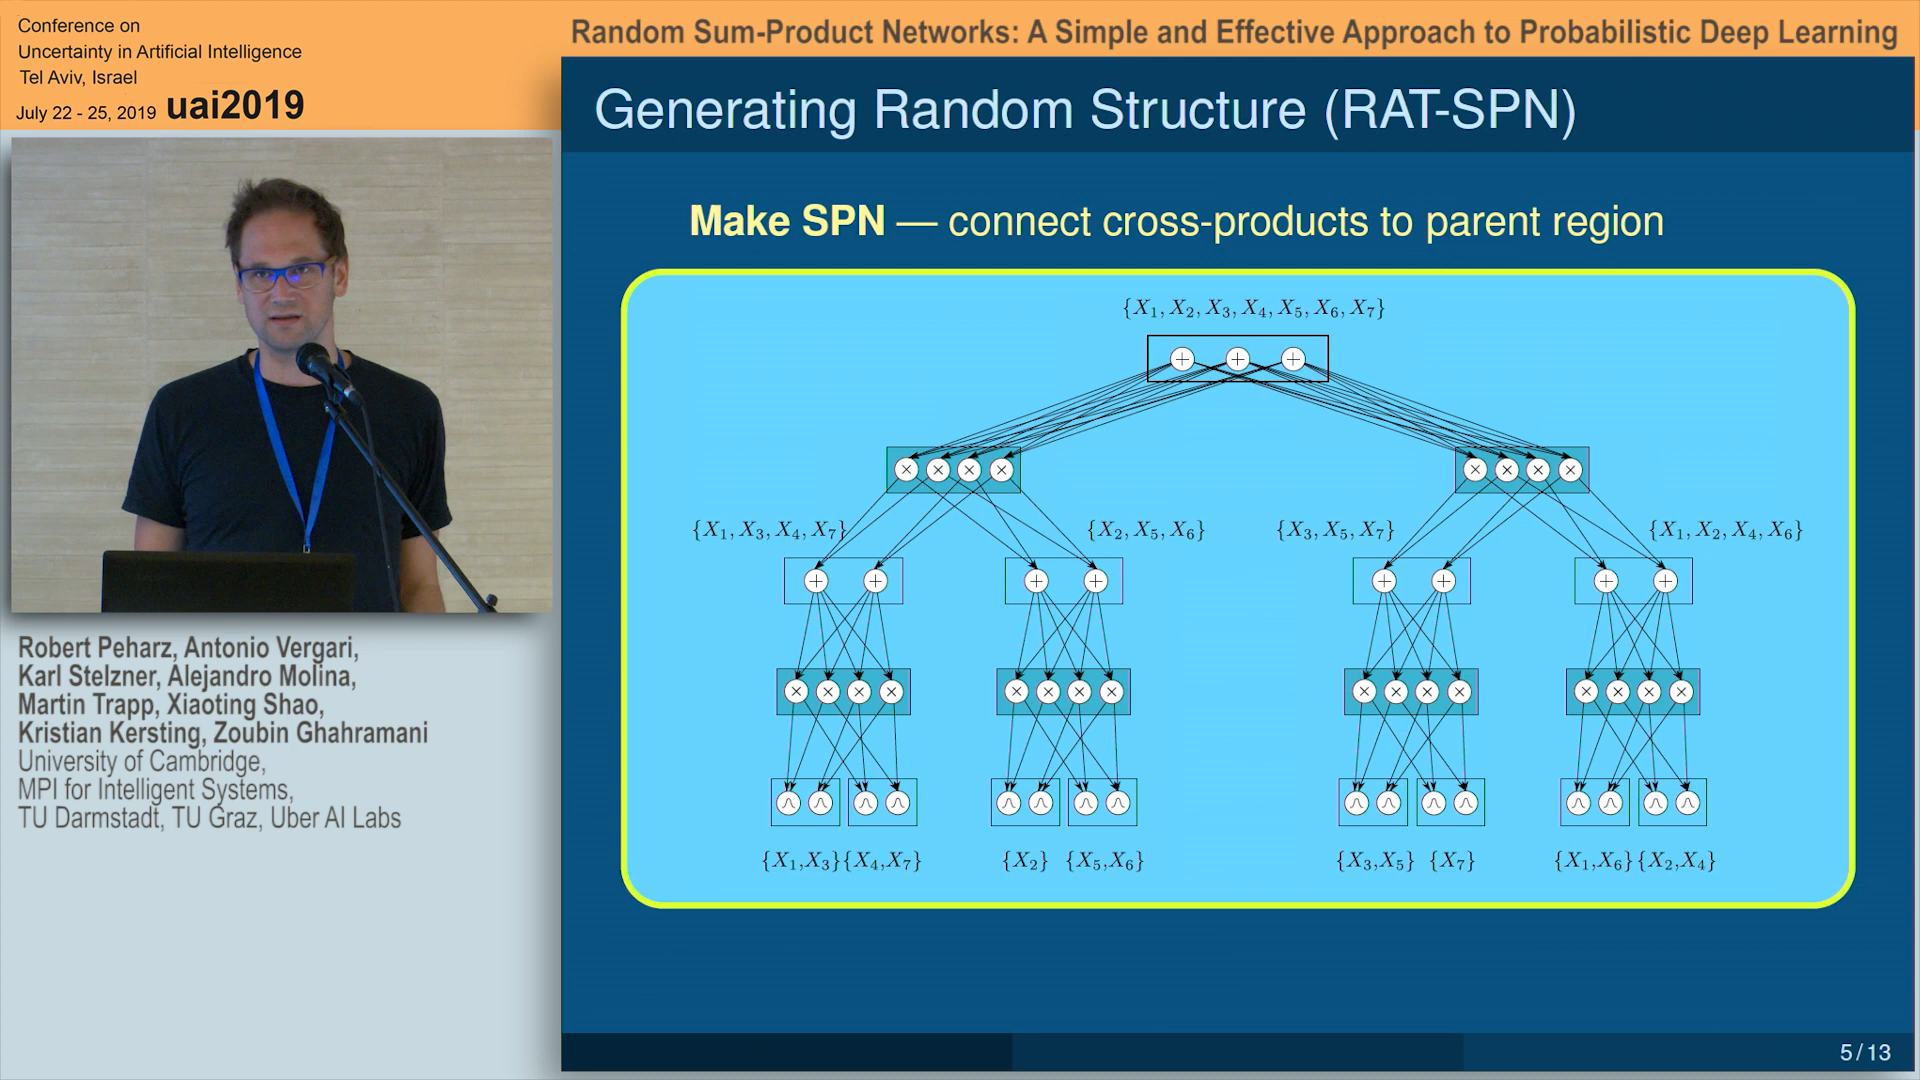 Conference on
Uncertainty in Artificial Intelligence
Tel Aviv, Israel
July 22 - 25, 2019 uai2019
Random Sum-Product Networks: A Simple and Effective Approach to Probabilistic Deep Learning
Generating Random Structure (RAT-SPN)
Make SPN — connect cross-products to parent region
{X₁, X₂, X₃, X₄, X₅, X₆, X₇}
+ + +
× × × × × × × ×
{X₁, X₃, X₄, X₇} {X₂, X₅, X₆} {X₃, X₅, X₇} {X₁, X₂, X₄, X₆}
+ + + + + + + +
× × × × × × × × × × × × × × × ×
{X₁,X₃} {X₄,X₇} {X₂} {X₅,X₆} {X₃,X₅} {X₇} {X₁,X₆} {X₂,X₄}
5 / 13
Robert Peharz, Antonio Vergari,
Karl Stelzner, Alejandro Molina,
Martin Trapp, Xiaoting Shao,
Kristian Kersting, Zoubin Ghahramani
University of Cambridge,
MPI for Intelligent Systems,
TU Darmstadt, TU Graz, Uber AI Labs